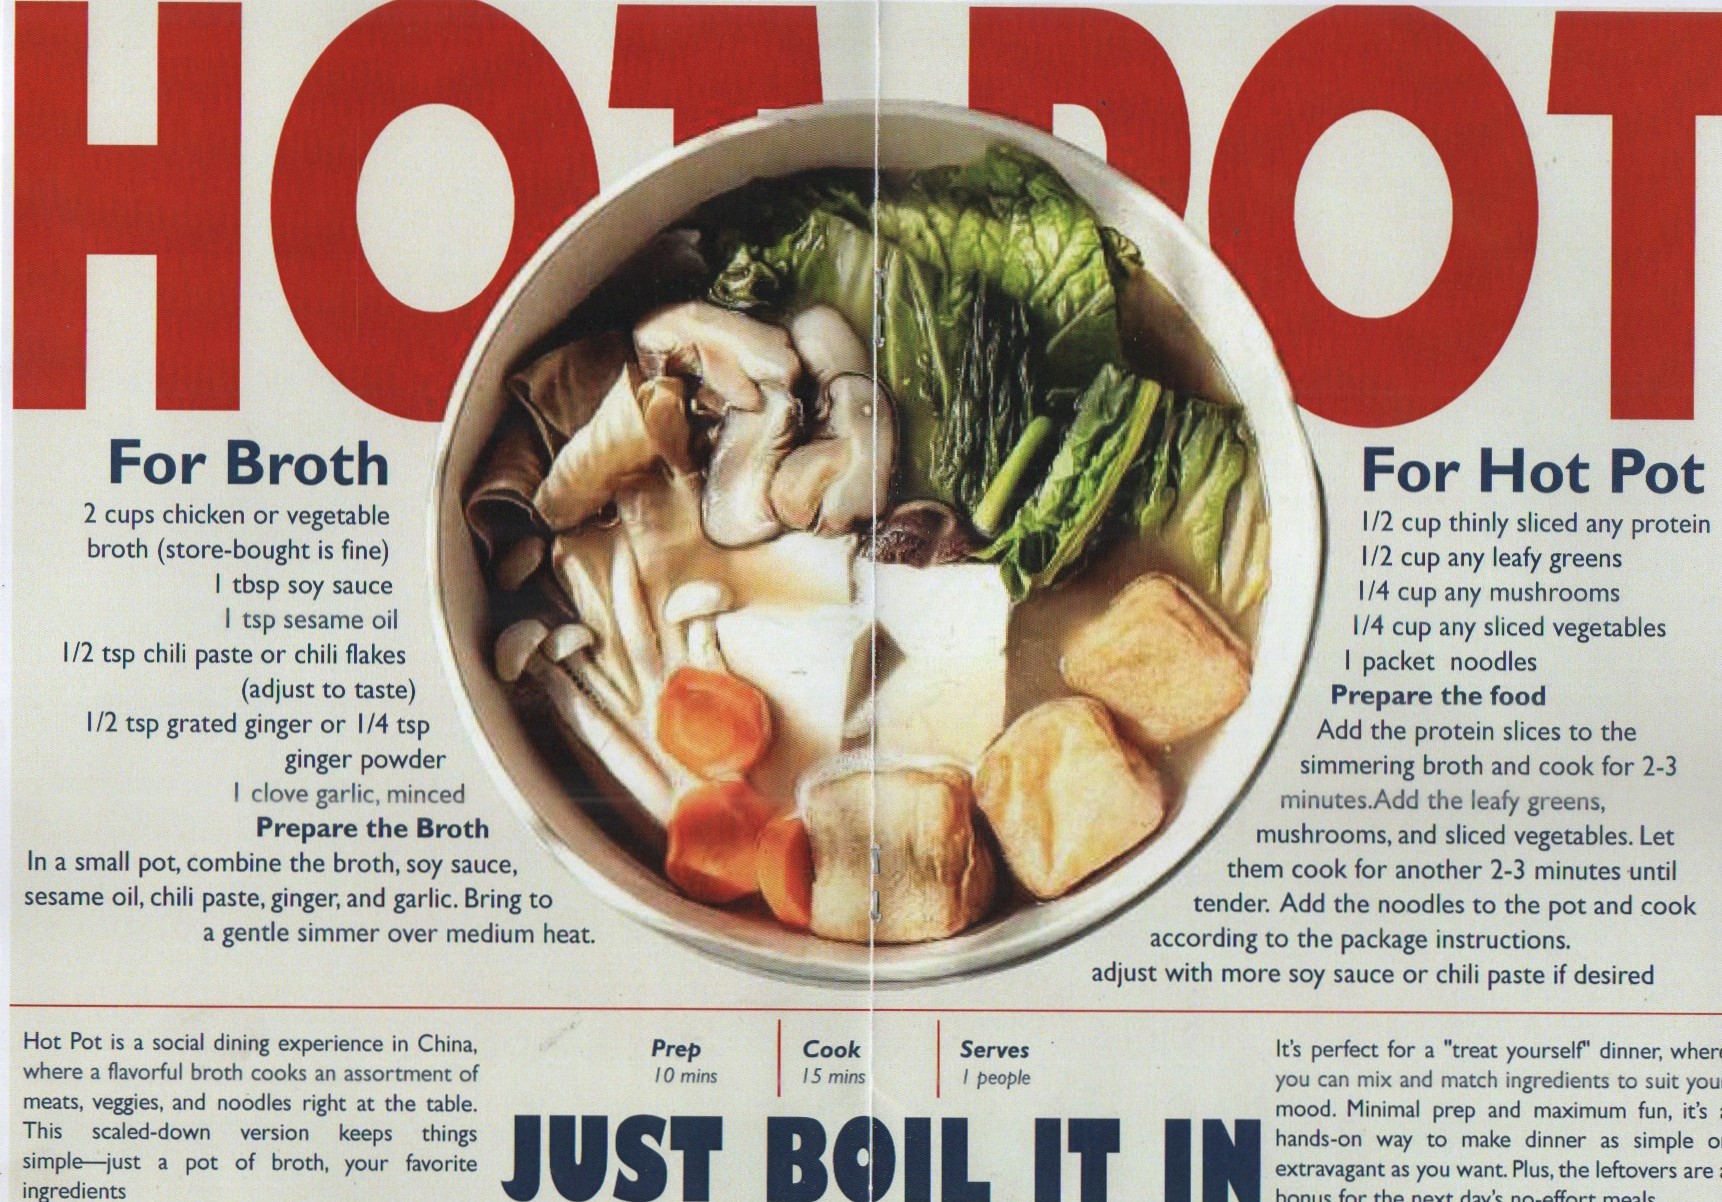 HOT POT
For Broth
2 cups chicken or vegetable
broth (store-bought is fine)
1 tbsp soy sauce
1 tsp sesame oil
1/2 tsp chili paste or chili flakes
(adjust to taste)
1/2 tsp grated ginger or 1/4 tsp
ginger powder
1 clove garlic, minced
Prepare the Broth
In a small pot, combine the broth, soy sauce,
sesame oil, chili paste, ginger, and garlic. Bring to
a gentle simmer over medium heat.
For Hot Pot
1/2 cup thinly sliced any protein
1/2 cup any leafy greens
1/4 cup any mushrooms
1/4 cup any sliced vegetables
1 packet noodles
Prepare the food
Add the protein slices to the
simmering broth and cook for 2-3
minutes.Add the leafy greens,
mushrooms, and sliced vegetables. Let
them cook for another 2-3 minutes until
tender. Add the noodles to the pot and cook
according to the package instructions.
adjust with more soy sauce or chili paste if desired
Hot Pot is a social dining experience in China,
where a flavorful broth cooks an assortment of
meats, veggies, and noodles right at the table.
This scaled-down version keeps things
simple—just a pot of broth, your favorite
ingredients
Prep
10 mins
Cook
15 mins
Serves
1 people
JUST BOIL IT IN
It's perfect for a "treat yourself" dinner, where
you can mix and match ingredients to suit your
mood. Minimal prep and maximum fun, it's a
hands-on way to make dinner as simple or
extravagant as you want. Plus, the leftovers are a
bonus for the next day's no-effort meals.